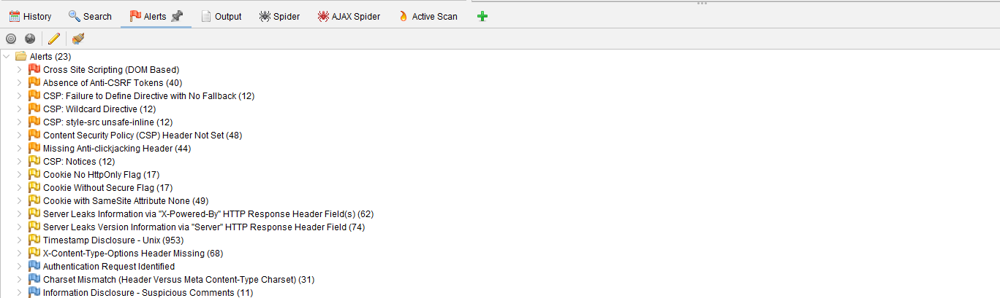 History Search Alerts Output Spider AJAX Spider Active Scan
Alerts (23)
Cross Site Scripting (DOM Based)
Absence of Anti-CSRF Tokens (40)
CSP: Failure to Define Directive with No Fallback (12)
CSP: Wildcard Directive (12)
CSP: style-src unsafe-inline (12)
Content Security Policy (CSP) Header Not Set (48)
Missing Anti-clickjacking Header (44)
CSP: Notices (12)
Cookie No HttpOnly Flag (17)
Cookie Without Secure Flag (17)
Cookie with SameSite Attribute None (49)
Server Leaks Information via "X-Powered-By" HTTP Response Header Field(s) (62)
Server Leaks Version Information via "Server" HTTP Response Header Field (74)
Timestamp Disclosure - Unix (953)
X-Content-Type-Options Header Missing (68)
Authentication Request Identified
Charset Mismatch (Header Versus Meta Content-Type Charset) (31)
Information Disclosure - Suspicious Comments (11)